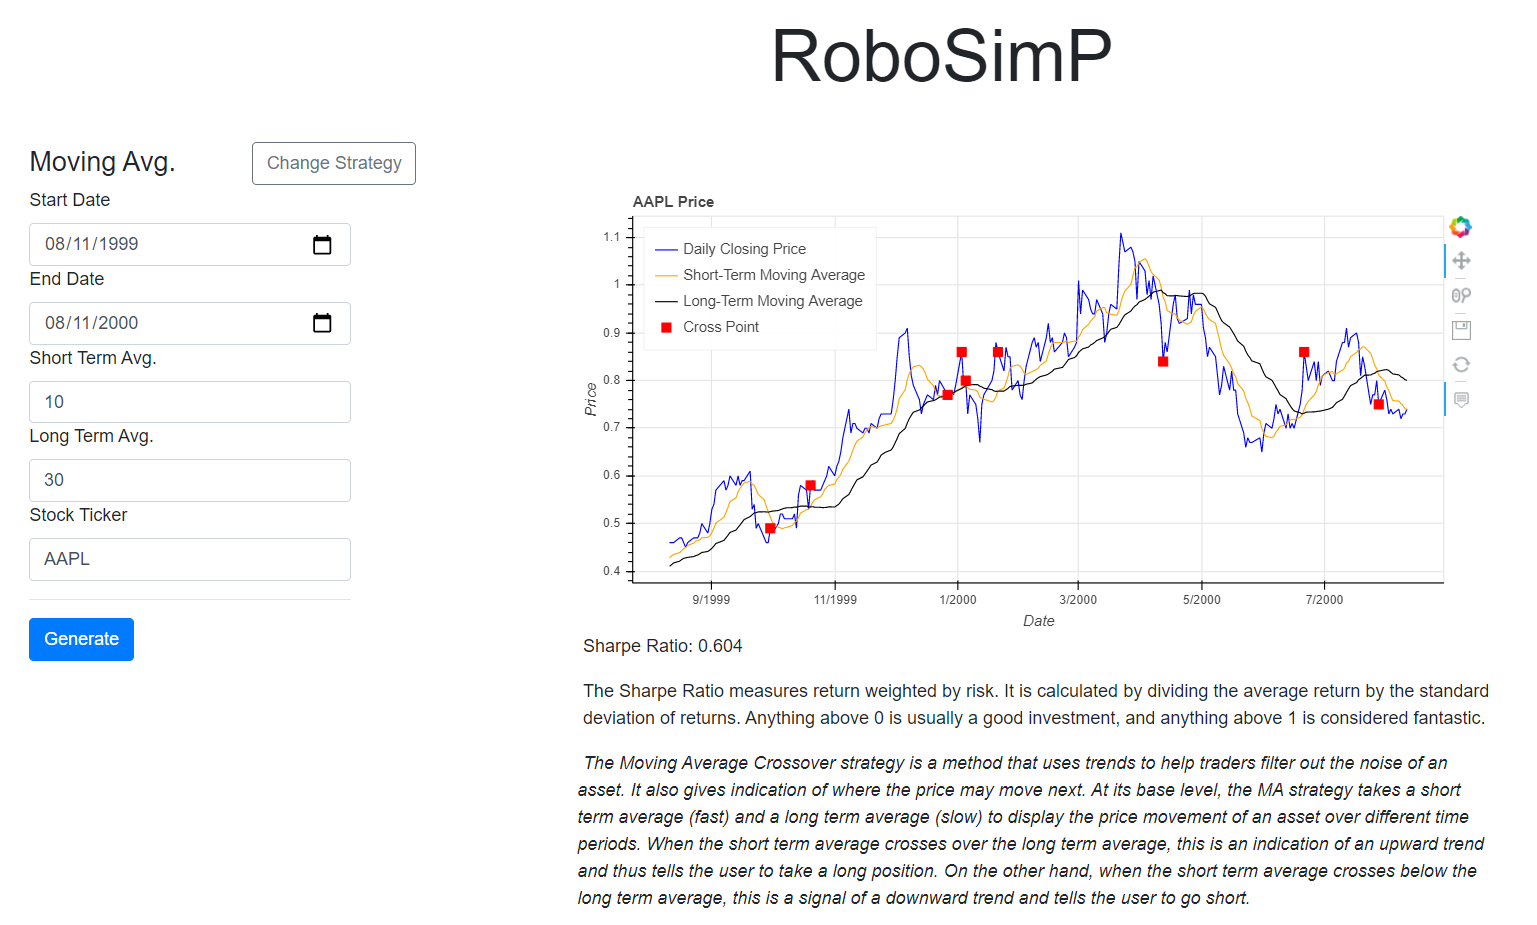 RoboSimP
Moving Avg.
Change Strategy
Start Date
08/11/1999
End Date
08/11/2000
Short Term Avg.
10
Long Term Avg.
30
Stock Ticker
AAPL
Generate
AAPL Price
Daily Closing Price
Short-Term Moving Average
Long-Term Moving Average
Cross Point
Price
1.1
1
0.9
0.8
0.7
0.6
0.5
0.4
9/1999
11/1999
1/2000
3/2000
5/2000
7/2000
Date
Sharpe Ratio: 0.604
The Sharpe Ratio measures return weighted by risk. It is calculated by dividing the average return by the standard
deviation of returns. Anything above 0 is usually a good investment, and anything above 1 is considered fantastic.
The Moving Average Crossover strategy is a method that uses trends to help traders filter out the noise of an
asset. It also gives indication of where the price may move next. At its base level, the MA strategy takes a short
term average (fast) and a long term average (slow) to display the price movement of an asset over different time
periods. When the short term average crosses over the long term average, this is an indication of an upward trend
and thus tells the user to take a long position. On the other hand, when the short term average crosses below the
long term average, this is a signal of a downward trend and tells the user to go short.